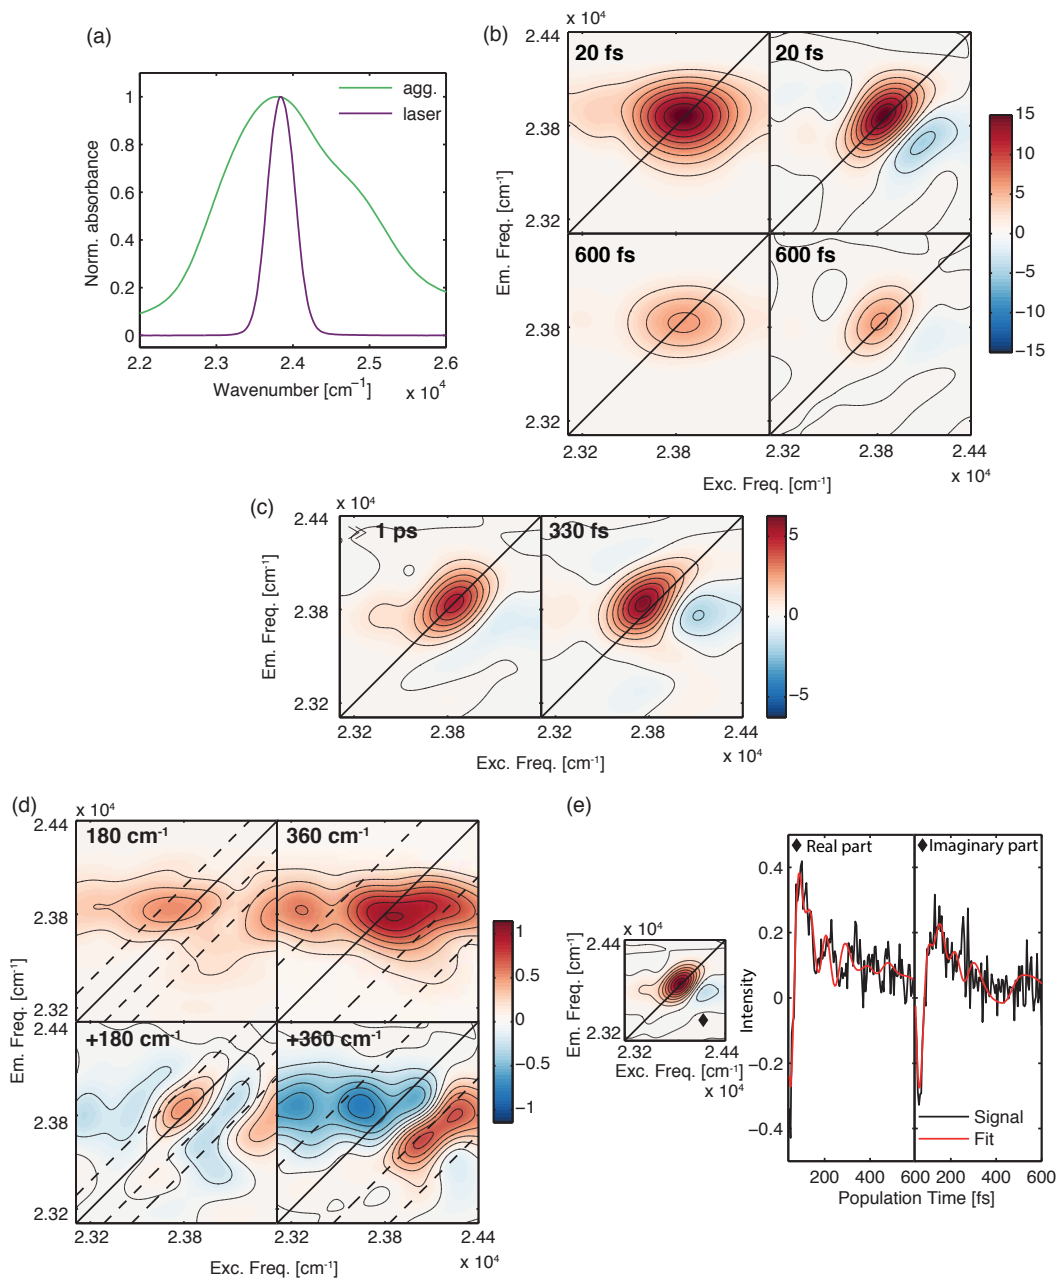 (a)
agg.
laser
1
0.8
0.6
0.4
0.2
0
Norm. absorbance
2.2 2.3 2.4 2.5 2.6
Wavenumber [cm⁻¹] x 10⁴
(b)
x 10⁴
2.44
2.38
2.32
2.38
2.32
Em. Freq. [cm⁻¹]
20 fs 20 fs
600 fs 600 fs
2.32 2.38 2.38 2.44
x 10⁴
Exc. Freq. [cm⁻¹]
15
10
5
0
−5
−10
−15
(c)
x 10⁴
2.44
2.38
2.32
Em. Freq. [cm⁻¹]
≫ 1 ps 330 fs
2.32 2.38 2.38 2.44
x 10⁴
Exc. Freq. [cm⁻¹]
5
0
−5
(d)
x 10⁴
2.44
2.38
2.32
2.44
2.38
2.32
Em. Freq. [cm⁻¹]
180 cm⁻¹ 360 cm⁻¹
+180 cm⁻¹ +360 cm⁻¹
2.32 2.38 2.38 2.44
x 10⁴
Exc. Freq. [cm⁻¹]
1
0.5
0
−0.5
−1
(e)
x 10⁴
2.44
2.32
Em. Freq. [cm⁻¹]
2.32 2.44
Exc. Freq. [cm⁻¹] x 10⁴
♦ Real part ♦ Imaginary part
0.4
0.2
0
−0.2
−0.4
Intensity
Signal
Fit
200 400 600 200 400 600
Population Time [fs]